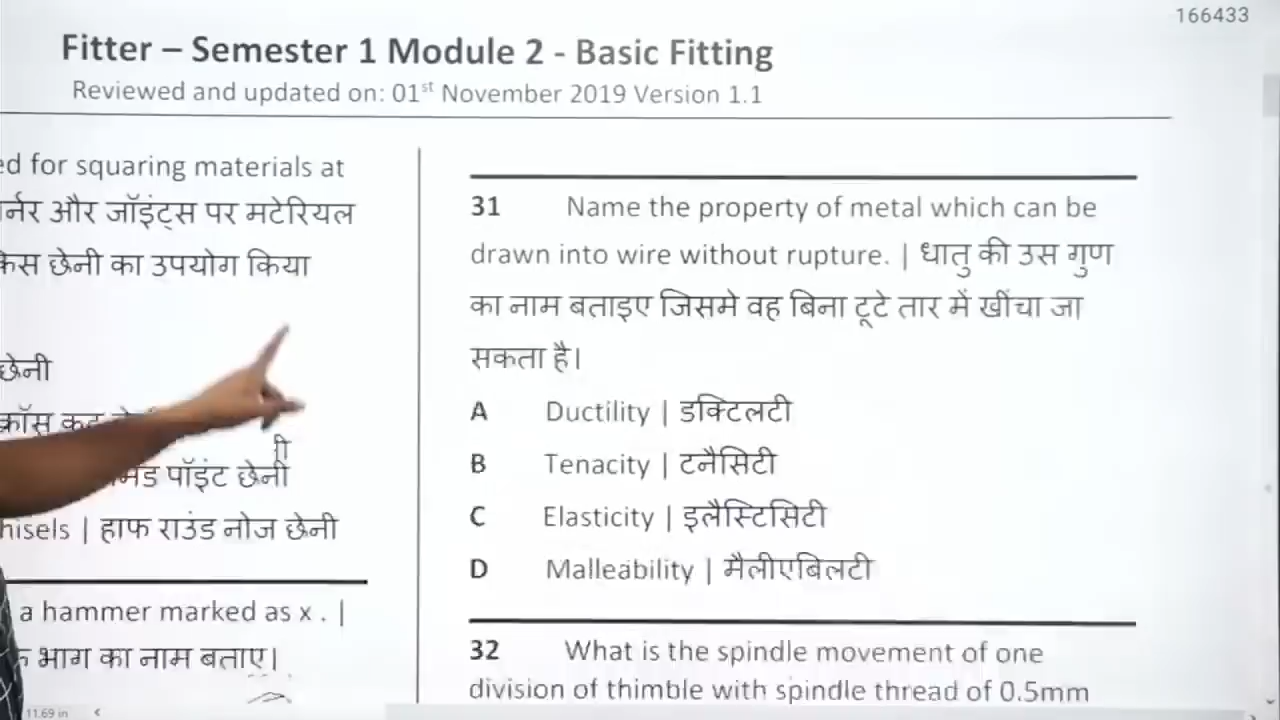 166433
Fitter – Semester 1 Module 2 - Basic Fitting
Reviewed and updated on: 01st November 2019 Version 1.1
ed for squaring materials at
र्नर और जॉइंट्स पर मटेरियल
छेनी का उपयोग किया
छेनी
क्रॉस कट
पॉइंट छेनी
hisels | हाफ राउंड नोज छेनी
a hammer marked as x . |
भाग का नाम बताए।
31 Name the property of metal which can be
drawn into wire without rupture. | धातु की उस गुण
का नाम बताइए जिसमे वह बिना टूटे तार में खींचा जा
सकता है।
A Ductility | डक्टिलटी
B Tenacity | टनैसिटी
C Elasticity | इलैस्टिसिटी
D Malleability | मैलीएबिलटी
32 What is the spindle movement of one
division of thimble with spindle thread of 0.5mm
11.69 in